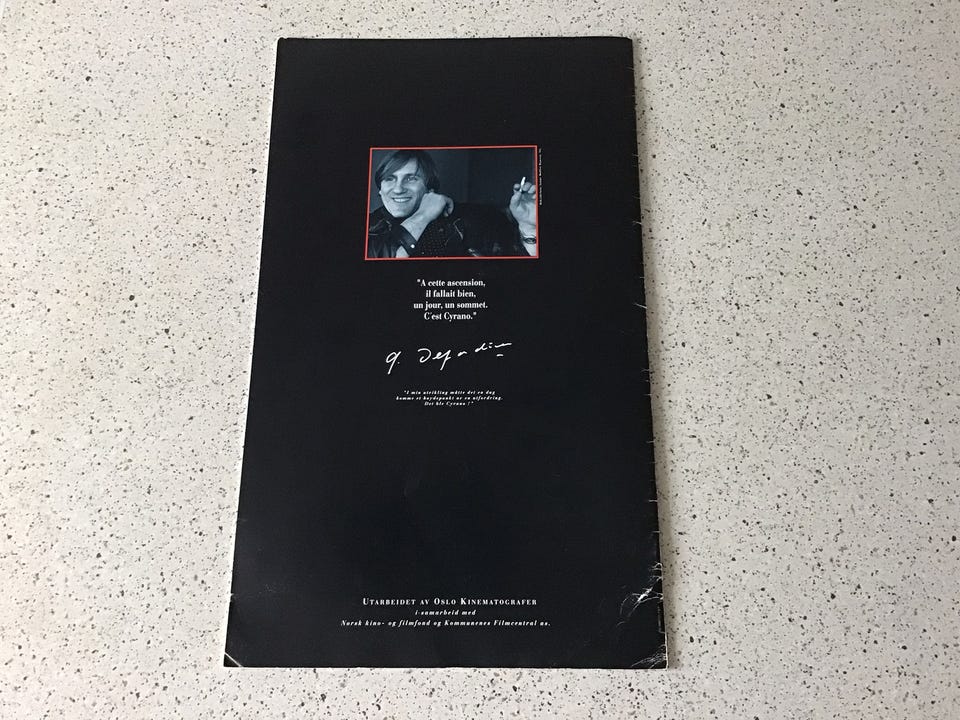 "A cette ascension,
il fallait bien,
un jour, un sommet.
C'est Cyrano."
G. Depardieu
"I min utvikling måtte det en dag
komme et høydepunkt av en utfordring.
Det ble Cyrano !"
UTARBEIDET AV OSLO KINEMATOGRAFER
i samarbeid med
Norsk kino- og filmfond og Kommunenes Filmcentral as.